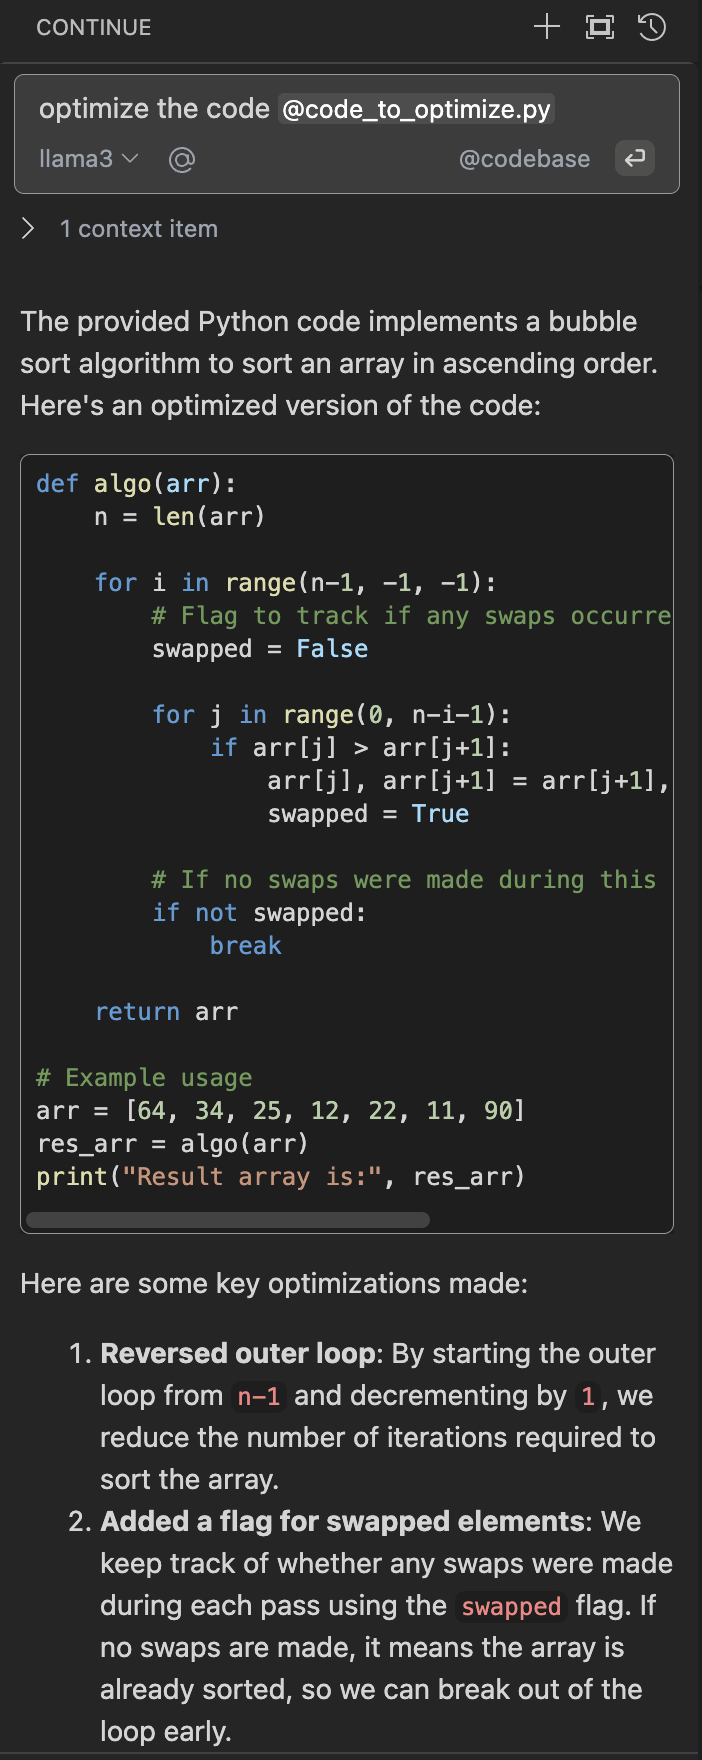 CONTINUE
optimize the code @code_to_optimize.py
llama3 @codebase
1 context item
The provided Python code implements a bubble
sort algorithm to sort an array in ascending order.
Here's an optimized version of the code:
def algo(arr):
    n = len(arr)
    for i in range(n-1, -1, -1):
        # Flag to track if any swaps occurre
        swapped = False
        for j in range(0, n-i-1):
            if arr[j] > arr[j+1]:
                arr[j], arr[j+1] = arr[j+1],
                swapped = True
        # If no swaps were made during this
        if not swapped:
            break
    return arr
# Example usage
arr = [64, 34, 25, 12, 22, 11, 90]
res_arr = algo(arr)
print("Result array is:", res_arr)
Here are some key optimizations made:
1. Reversed outer loop: By starting the outer
loop from n-1 and decrementing by 1, we
reduce the number of iterations required to
sort the array.
2. Added a flag for swapped elements: We
keep track of whether any swaps were made
during each pass using the swapped flag. If
no swaps are made, it means the array is
already sorted, so we can break out of the
loop early.